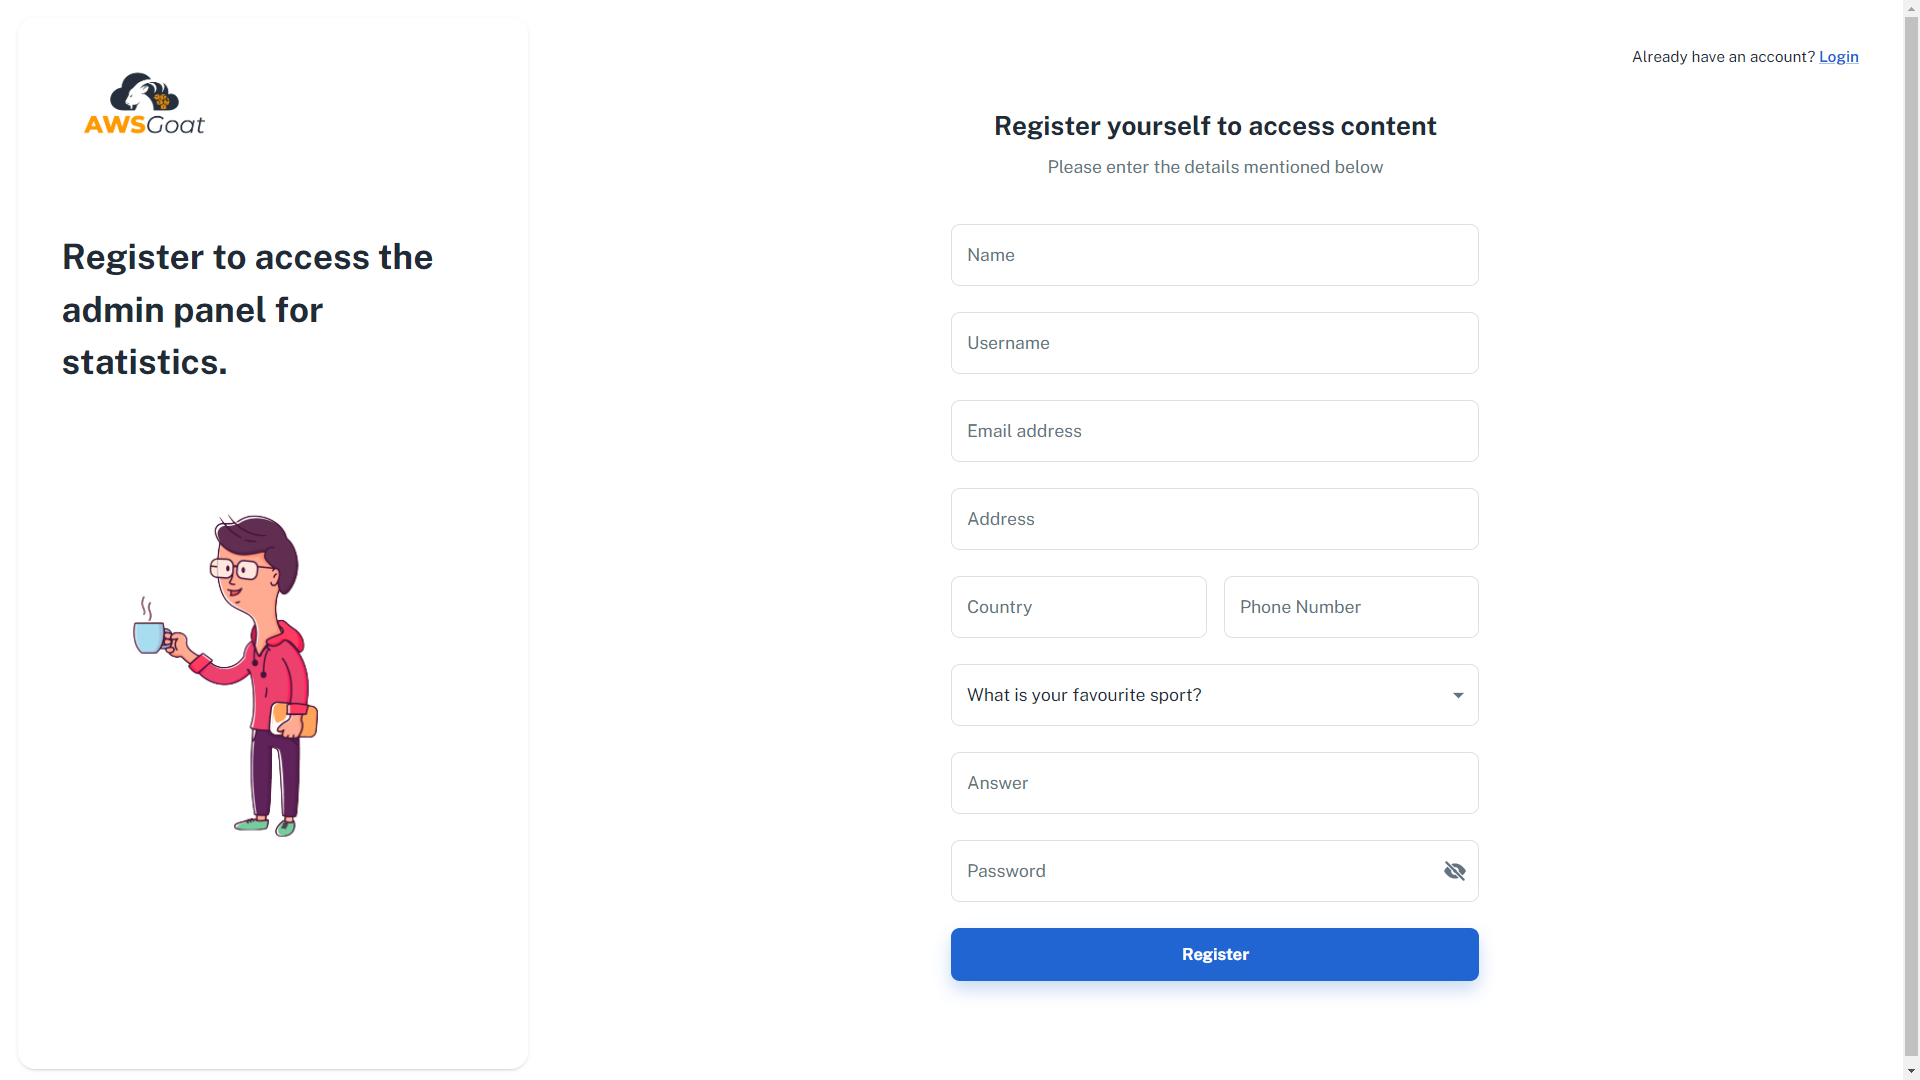 AWSGoat
Register to access the
admin panel for
statistics.
Already have an account? Login
Register yourself to access content
Please enter the details mentioned below
Name
Username
Email address
Address
Country
Phone Number
What is your favourite sport?
Answer
Password
Register